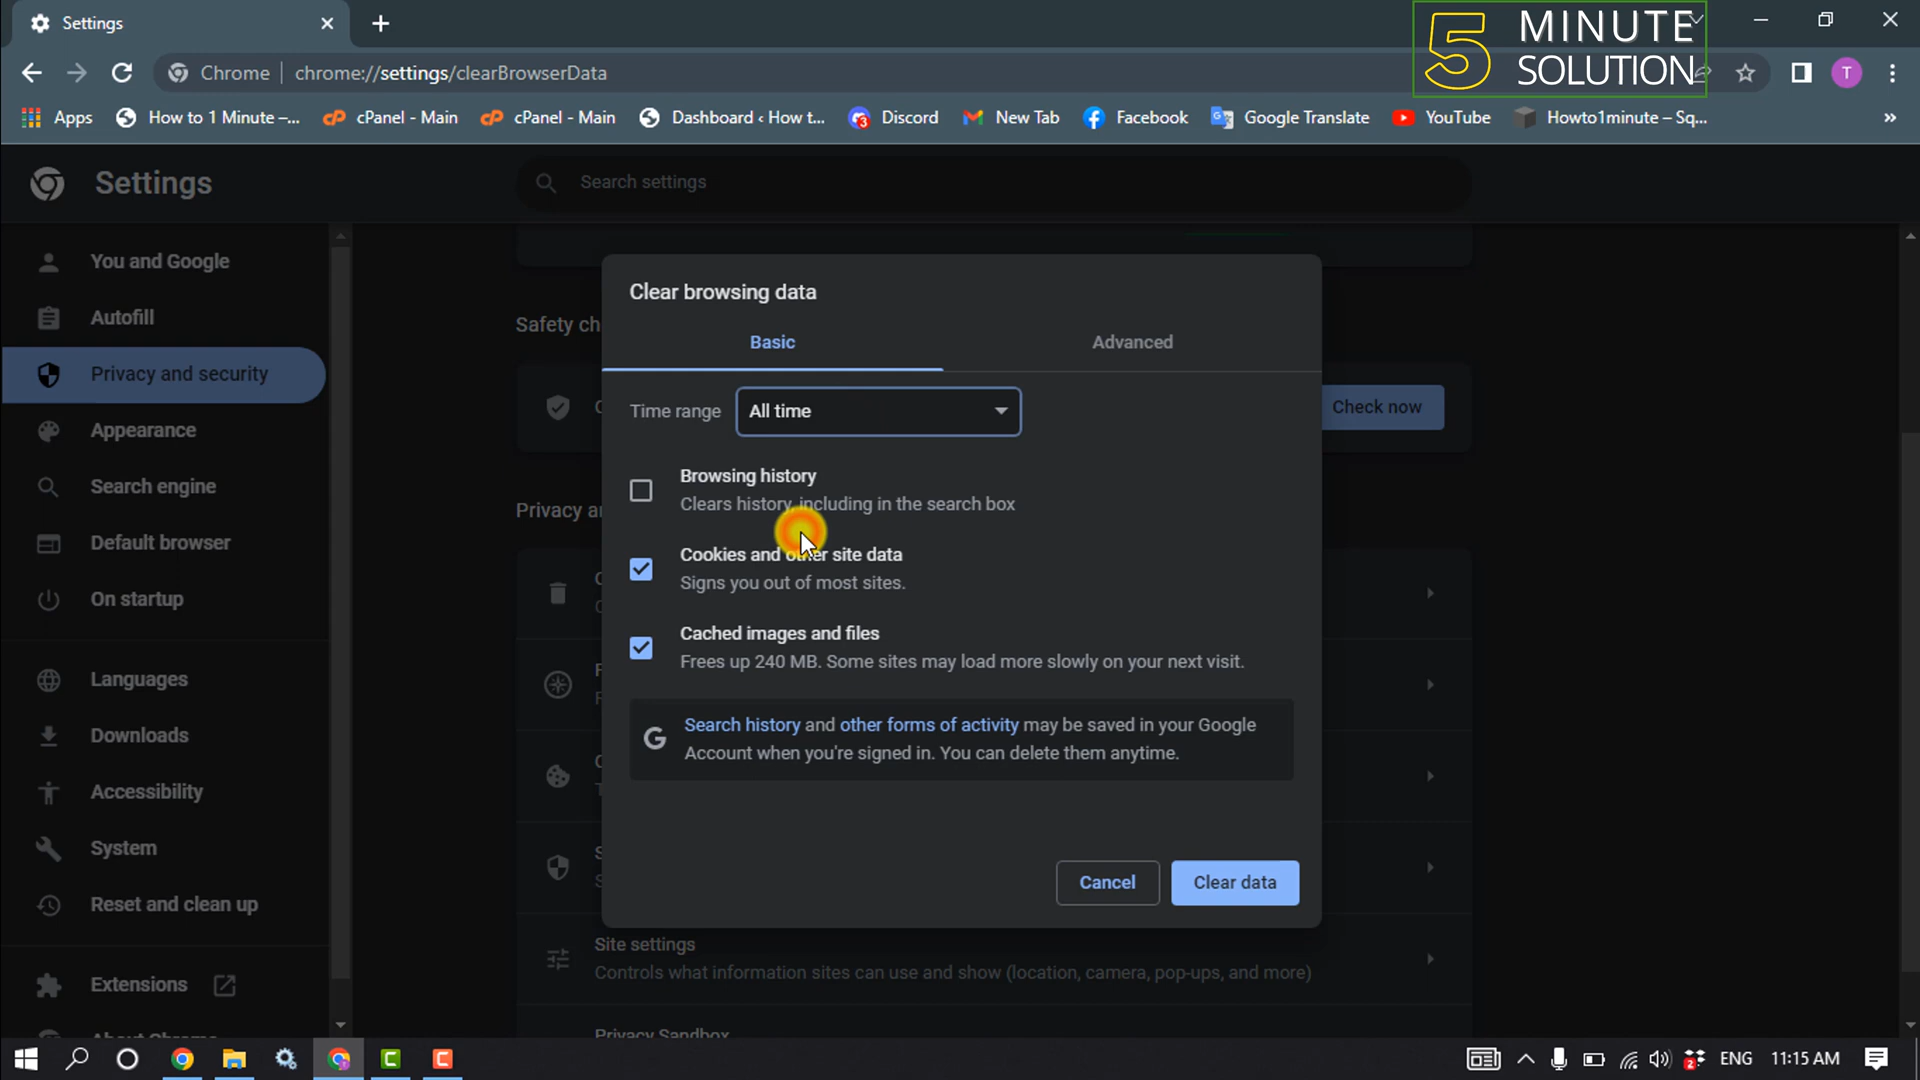 Settings
5 MINUTE
SOLUTION
Chrome
chrome://settings/clearBrowserData
T
Apps
How to 1 Minute –...
cPanel - Main
cPanel - Main
Dashboard ‹ How t...
Discord
New Tab
Facebook
Google Translate
YouTube
Howto1minute – Sq...
Settings
Search settings
You and Google
Autofill
Privacy and security
Appearance
Search engine
Default browser
On startup
Languages
Downloads
Accessibility
System
Reset and clean up
Extensions
About Chrome
Safety ch
Check now
Privacy a
Clear browsing data
Basic
Advanced
Time range
All time
Browsing history
Clears history, including in the search box
Cookies and other site data
Signs you out of most sites.
Cached images and files
Frees up 240 MB. Some sites may load more slowly on your next visit.
G
Search history and other forms of activity may be saved in your Google
Account when you're signed in. You can delete them anytime.
Cancel
Clear data
Site settings
Controls what information sites can use and show (location, camera, pop-ups, and more)
Privacy Sandbox
ENG
11:15 AM